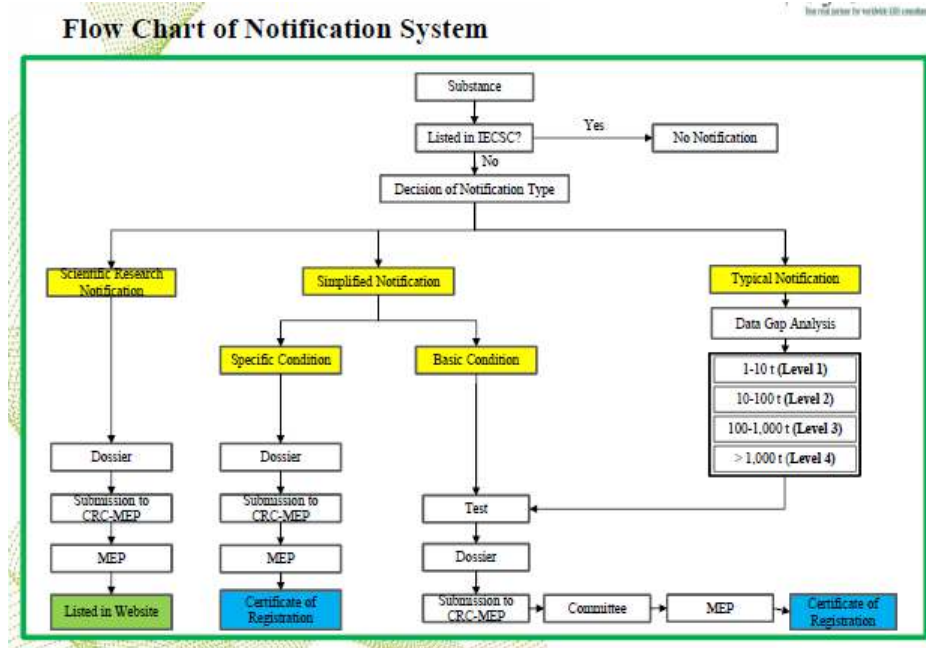 Flow Chart of Notification System
Substance
Listed in IECSC?
Yes
No Notification
No
Decision of Notification Type
Scientific Research
Notification
Simplified Notification
Typical Notification
Data Gap Analysis
Specific Condition
Basic Condition
1-10 t (Level 1)
10-100 t (Level 2)
100-1,000 t (Level 3)
> 1,000 t (Level 4)
Dossier
Dossier
Submission to
CRC-MEP
Submission to
CRC-MEP
Test
MEP
MEP
Dossier
Listed in Website
Certificate of
Registration
Submission to
CRC-MEP
Committee
MEP
Certificate of
Registration